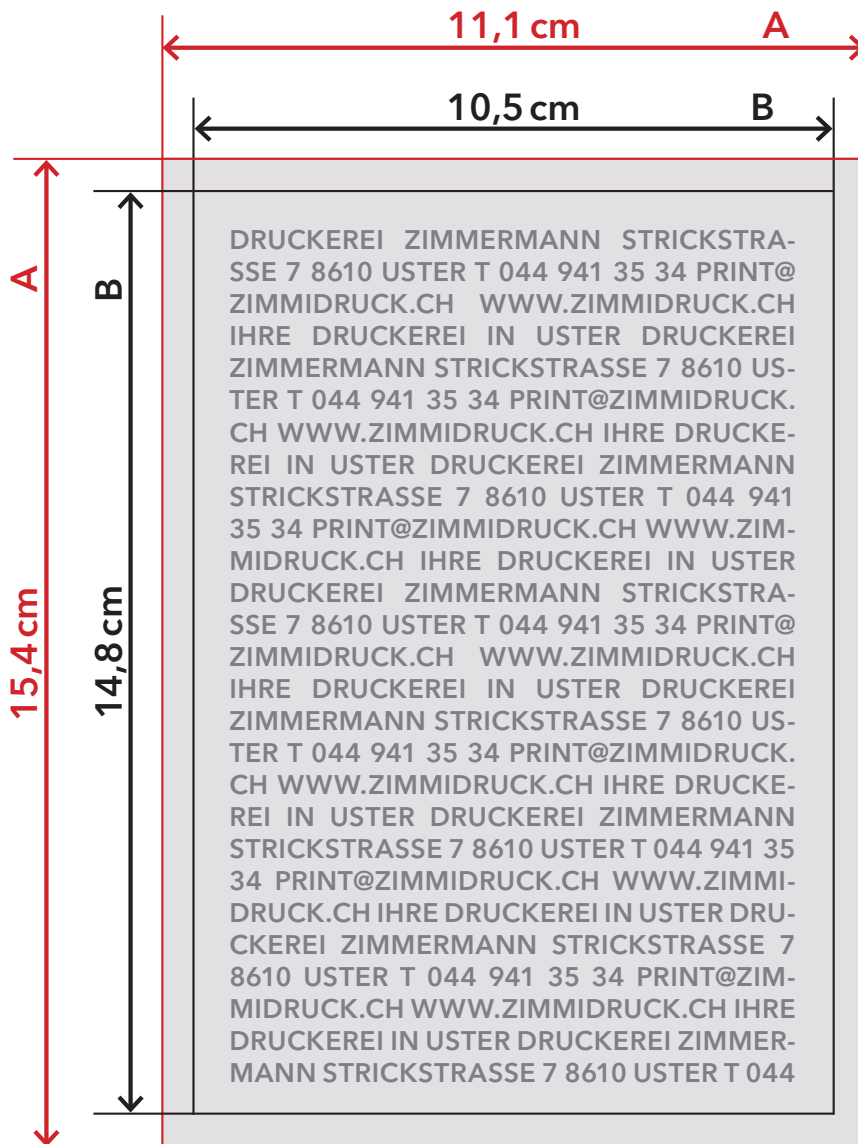 11,1 cm A
10,5 cm B
A
15,4 cm
B
14,8 cm
DRUCKEREI ZIMMERMANN STRICKSTRA-
SSE 7 8610 USTER T 044 941 35 34 PRINT@
ZIMMIDRUCK.CH WWW.ZIMMIDRUCK.CH
IHRE DRUCKEREI IN USTER DRUCKEREI
ZIMMERMANN STRICKSTRASSE 7 8610 US-
TER T 044 941 35 34 PRINT@ZIMMIDRUCK.
CH WWW.ZIMMIDRUCK.CH IHRE DRUCKE-
REI IN USTER DRUCKEREI ZIMMERMANN
STRICKSTRASSE 7 8610 USTER T 044 941
35 34 PRINT@ZIMMIDRUCK.CH WWW.ZIM-
MIDRUCK.CH IHRE DRUCKEREI IN USTER
DRUCKEREI ZIMMERMANN STRICKSTRA-
SSE 7 8610 USTER T 044 941 35 34 PRINT@
ZIMMIDRUCK.CH WWW.ZIMMIDRUCK.CH
IHRE DRUCKEREI IN USTER DRUCKEREI
ZIMMERMANN STRICKSTRASSE 7 8610 US-
TER T 044 941 35 34 PRINT@ZIMMIDRUCK.
CH WWW.ZIMMIDRUCK.CH IHRE DRUCKE-
REI IN USTER DRUCKEREI ZIMMERMANN
STRICKSTRASSE 7 8610 USTER T 044 941 35
34 PRINT@ZIMMIDRUCK.CH WWW.ZIMMI-
DRUCK.CH IHRE DRUCKEREI IN USTER DRU-
CKEREI ZIMMERMANN STRICKSTRASSE 7
8610 USTER T 044 941 35 34 PRINT@ZIM-
MIDRUCK.CH WWW.ZIMMIDRUCK.CH IHRE
DRUCKEREI IN USTER DRUCKEREI ZIMMER-
MANN STRICKSTRASSE 7 8610 USTER T 044